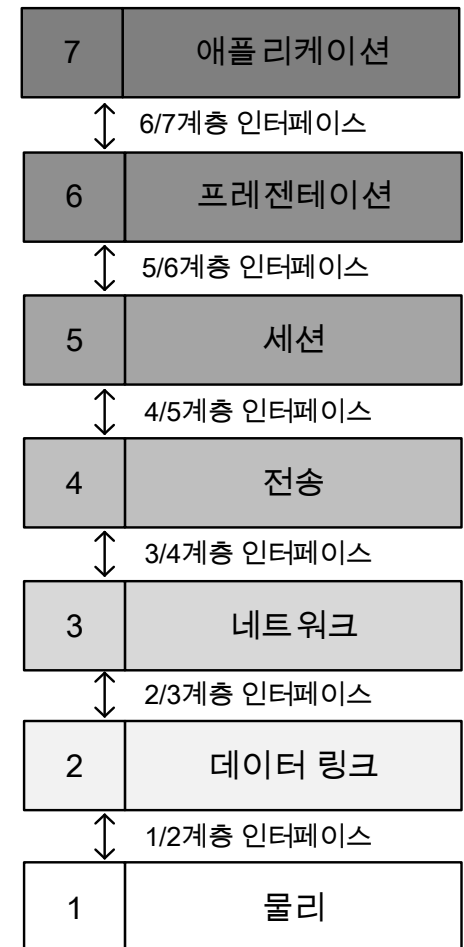 7 애플리케이션
6/7계층 인터페이스
6 프레젠테이션
5/6계층 인터페이스
5 세션
4/5계층 인터페이스
4 전송
3/4계층 인터페이스
3 네트워크
2/3계층 인터페이스
2 데이터 링크
1/2계층 인터페이스
1 물리